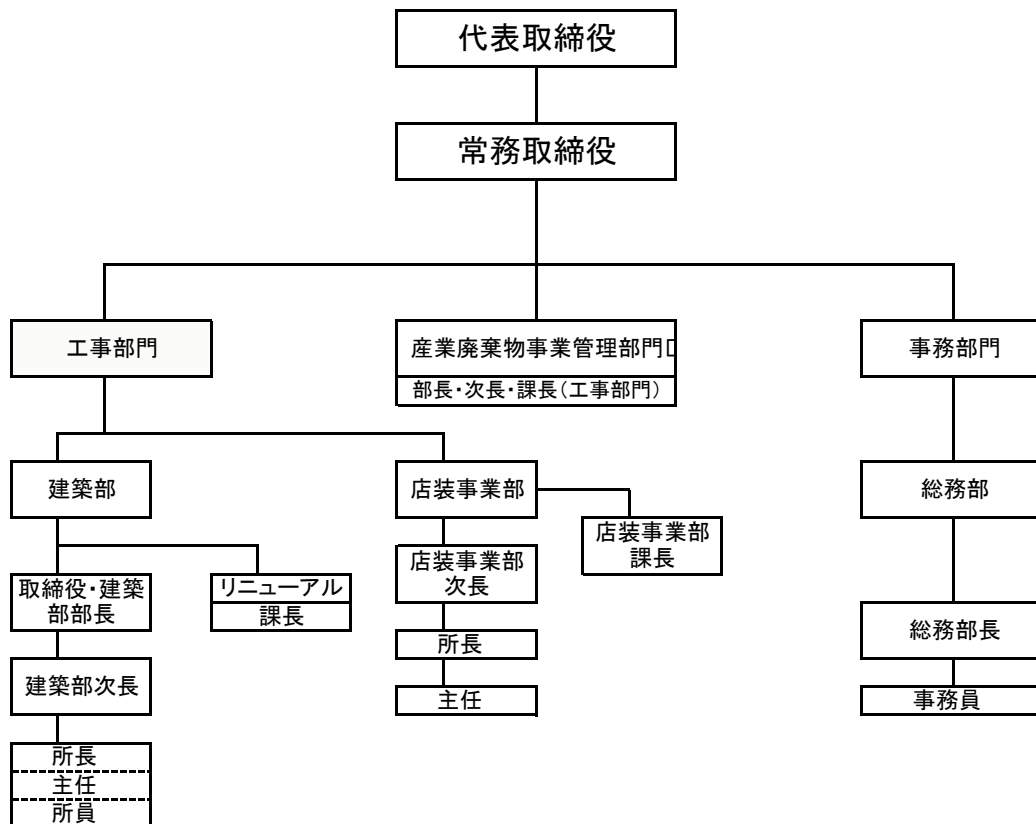 代表取締役
常務取締役
工事部門
産業廃棄物事業管理部門
部長・次長・課長(工事部門)
事務部門
建築部
店装事業部
総務部
店装事業部
課長
取締役・建築
部部長
リニューアル
課長
店装事業部
次長
総務部長
所長
建築部次長
主任
事務員
所長
主任
所員